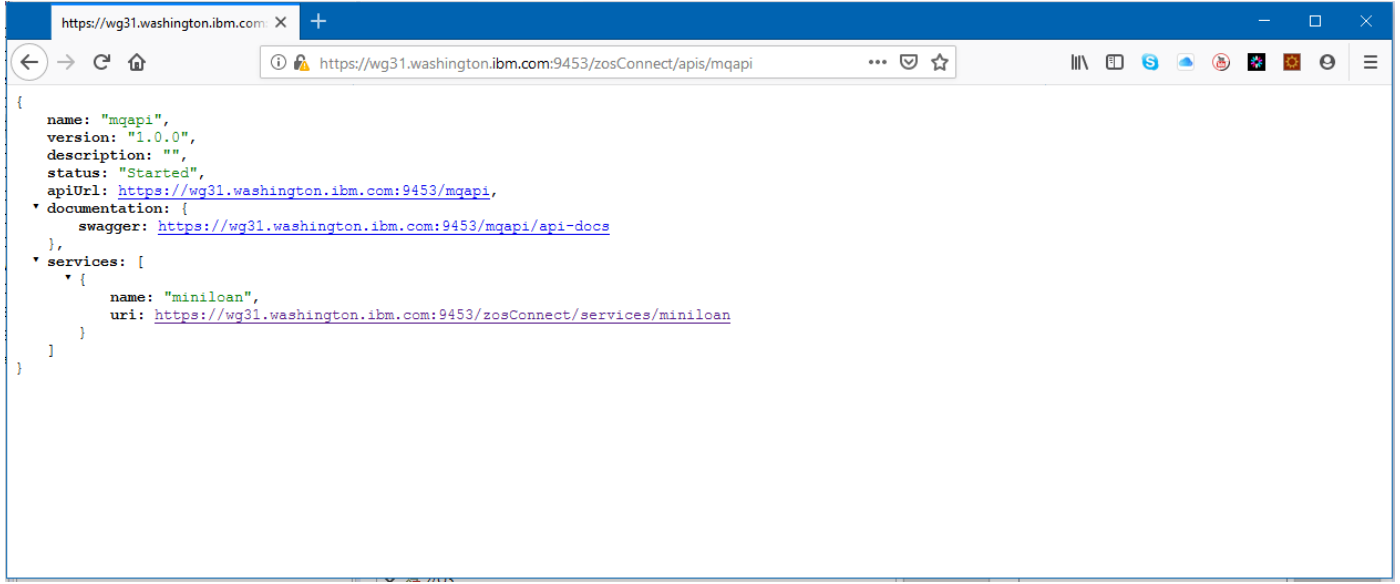 https://wg31.washington.ibm.com
https://wg31.washington.ibm.com:9453/zosConnect/apis/mqapi
{
name: "mqapi",
version: "1.0.0",
description: "",
status: "Started",
apiUrl: https://wg31.washington.ibm.com:9453/mqapi,
documentation: {
swagger: https://wg31.washington.ibm.com:9453/mqapi/api-docs
},
services: [
{
name: "miniloan",
uri: https://wg31.washington.ibm.com:9453/zosConnect/services/miniloan
}
]
}